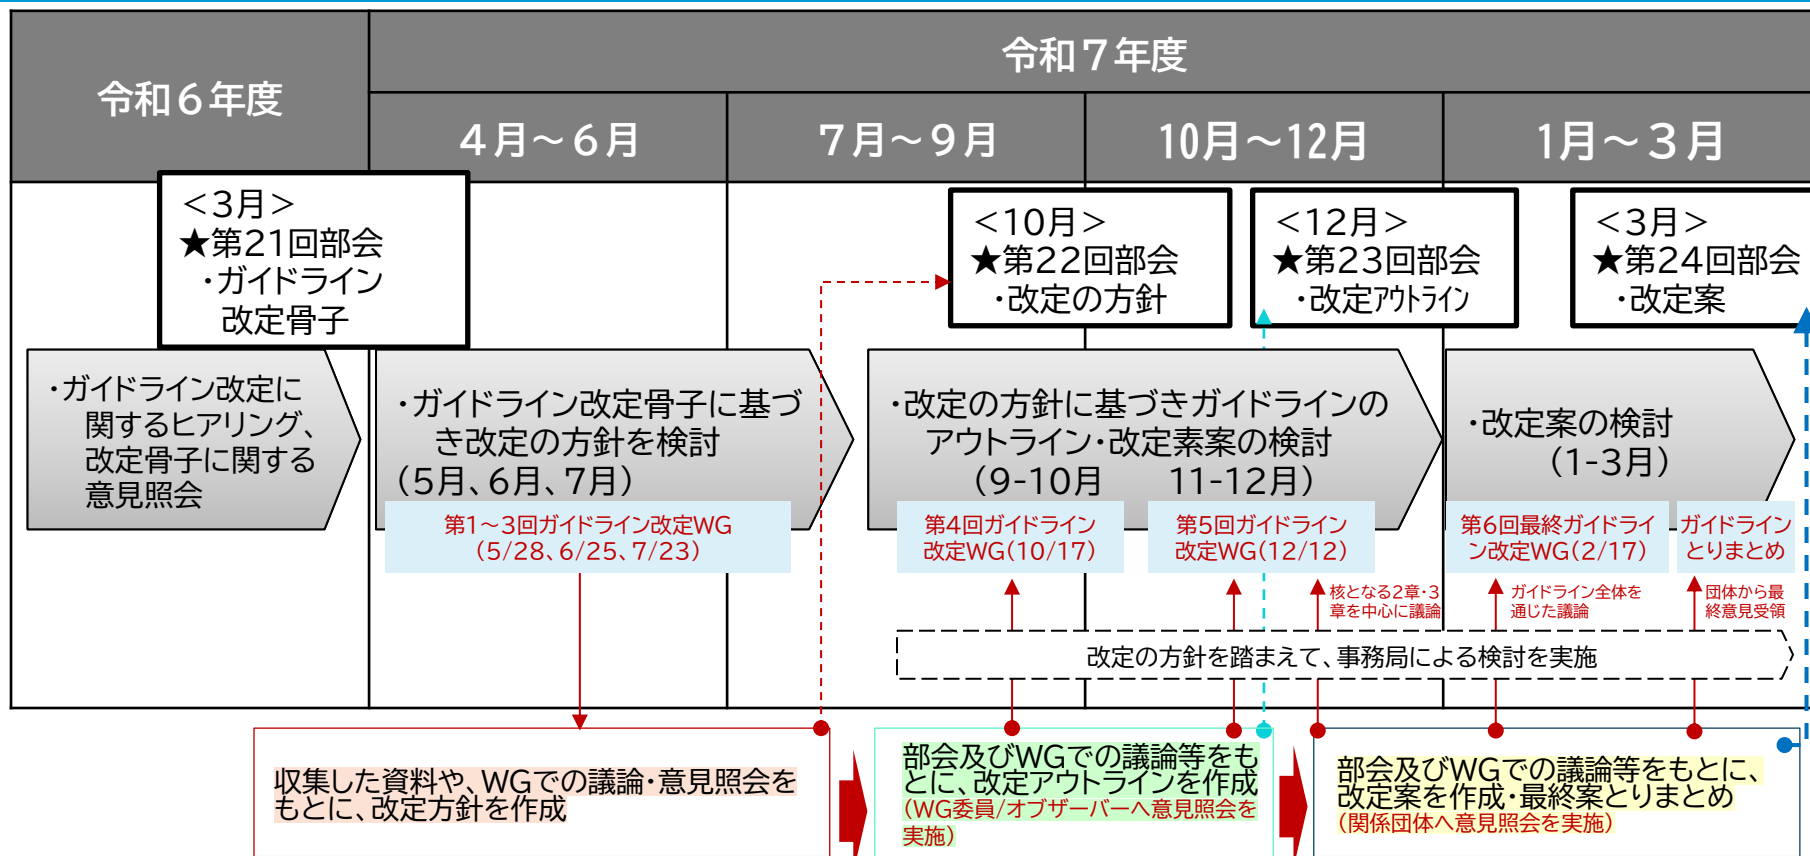 令和６年度
令和７年度
４月～６月
７月～９月
10月～12月
1月～３月
＜3月＞
★第21回部会
・ガイドライン
改定骨子
＜10月＞
★第22回部会
・改定の方針
＜12月＞
★第23回部会
・改定ｱｳﾄﾗｲﾝ
＜3月＞
★第24回部会
・改定案
・ガイドライン改定に
関するヒアリング、
改定骨子に関する
意見照会
・ガイドライン改定骨子に基づ
き改定の方針を検討
（5月、6月、7月）
・改定の方針に基づきガイドラインの
アウトライン・改定素案の検討
（9-10月　　11-12月）
・改定案の検討
（1-3月）
第1～3回ガイドライン改定WG
（5/28、6/25、7/23）
第4回ガイドライン
改定WG(10/17)
第5回ガイドライン
改定WG(12/12)
第6回最終ガイドライ
ン改定WG(2/17)
ガイドライン
とりまとめ
核となる2章・3
章を中心に議論
ガイドライン全体を
通じた議論
団体から最
終意見受領
改定の方針を踏まえて、事務局による検討を実施
収集した資料や、WGでの議論・意見照会を
もとに、改定方針を作成
部会及びWGでの議論等をも
とに、改定アウトラインを作成
（WG委員/オブザーバーへ意見照会を
実施）
部会及びWGでの議論等をもとに、
改定案を作成・最終案とりまとめ
（関係団体へ意見照会を実施）